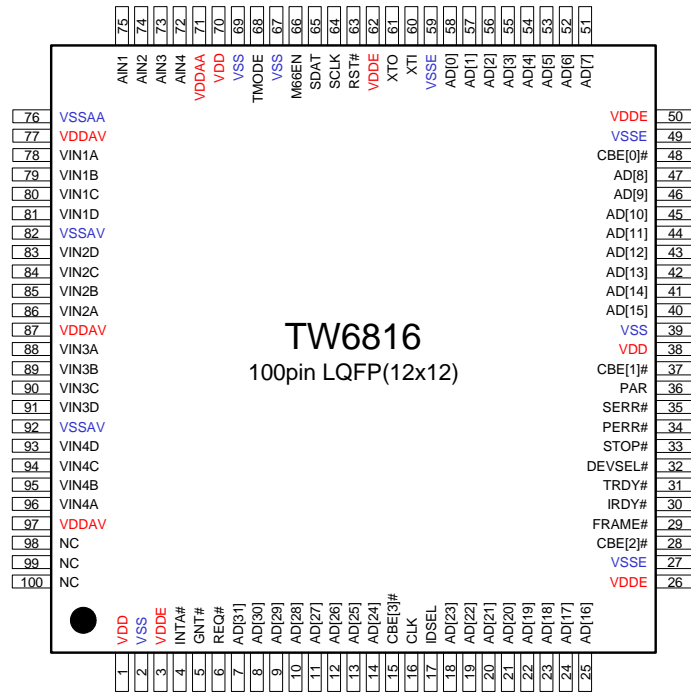 75 74 73 72 71 70 69 68 67 66 65 64 63 62 61 60 59 58 57 56 55 54 53 52 51
AIN1 AIN2 AIN3 AIN4 VDDAA VDD VSS TMODE VSS M66EN SDAT SCLK RST# VDDE XTO XTI VSSE AD[0] AD[1] AD[2] AD[3] AD[4] AD[5] AD[6] AD[7]
76 VSSAA VDDE 50
77 VDDAV VSSE 49
78 VIN1A CBE[0]# 48
79 VIN1B AD[8] 47
80 VIN1C AD[9] 46
81 VIN1D AD[10] 45
82 VSSAV AD[11] 44
83 VIN2D AD[12] 43
84 VIN2C AD[13] 42
85 VIN2B AD[14] 41
86 VIN2A AD[15] 40
87 VDDAV VSS 39
88 VIN3A VDD 38
89 VIN3B CBE[1]# 37
90 VIN3C PAR 36
91 VIN3D SERR# 35
92 VSSAV PERR# 34
93 VIN4D STOP# 33
94 VIN4C DEVSEL# 32
95 VIN4B TRDY# 31
96 VIN4A IRDY# 30
97 VDDAV FRAME# 29
98 NC CBE[2]# 28
99 NC VSSE 27
100 NC VDDE 26
TW6816
100pin LQFP(12x12)
VDD VSS VDDE INTA# GNT# REQ# AD[31] AD[30] AD[29] AD[28] AD[27] AD[26] AD[25] AD[24] CBE[3]# CLK IDSEL AD[23] AD[22] AD[21] AD[20] AD[19] AD[18] AD[17] AD[16]
1 2 3 4 5 6 7 8 9 10 11 12 13 14 15 16 17 18 19 20 21 22 23 24 25